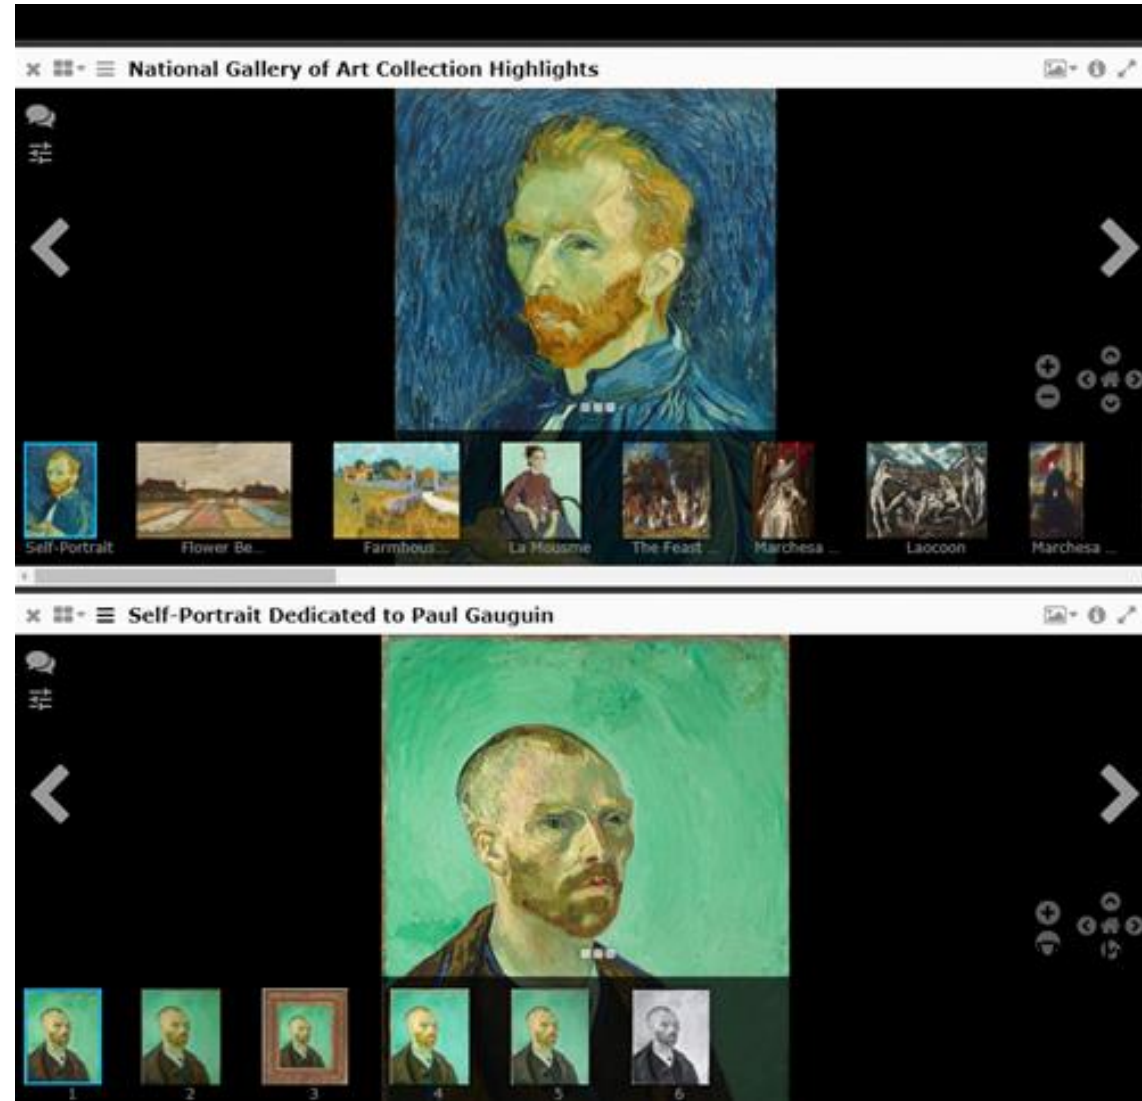 National Gallery of Art Collection Highlights
Self-Portrait Flower Be... Farmhous... La Mousme The Feast ... Marchesa ... Laocoon Marchesa ...
Self-Portrait Dedicated to Paul Gauguin
1 2 3 4 5 6